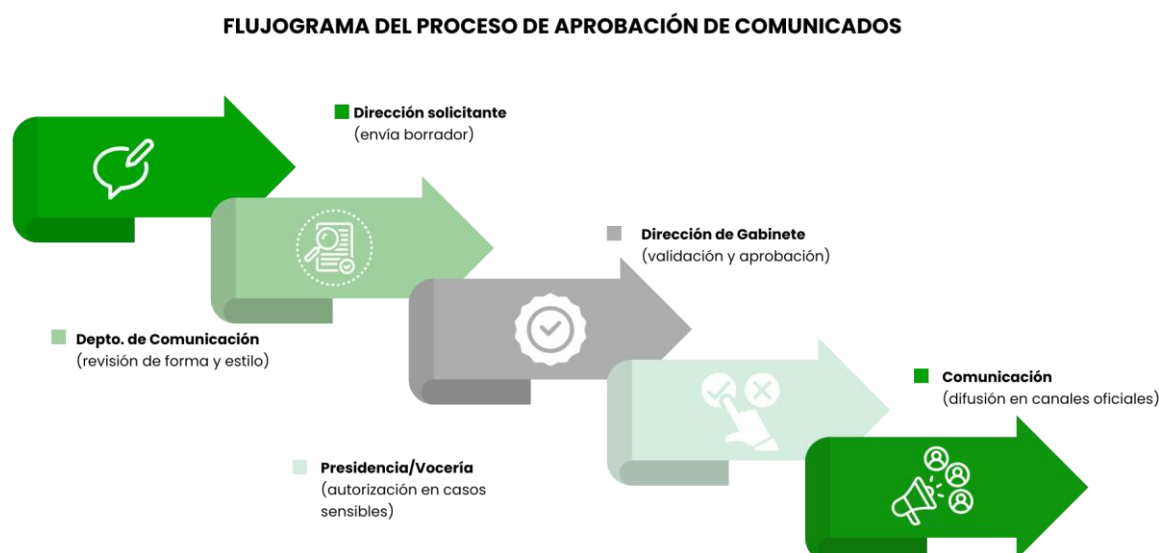 FLUJOGRAMA DEL PROCESO DE APROBACIÓN DE COMUNICADOS
Dirección solicitante
(envía borrador)
Depto. de Comunicación
(revisión de forma y estilo)
Dirección de Gabinete
(validación y aprobación)
Presidencia/Vocería
(autorización en casos
sensibles)
Comunicación
(difusión en canales oficiales)